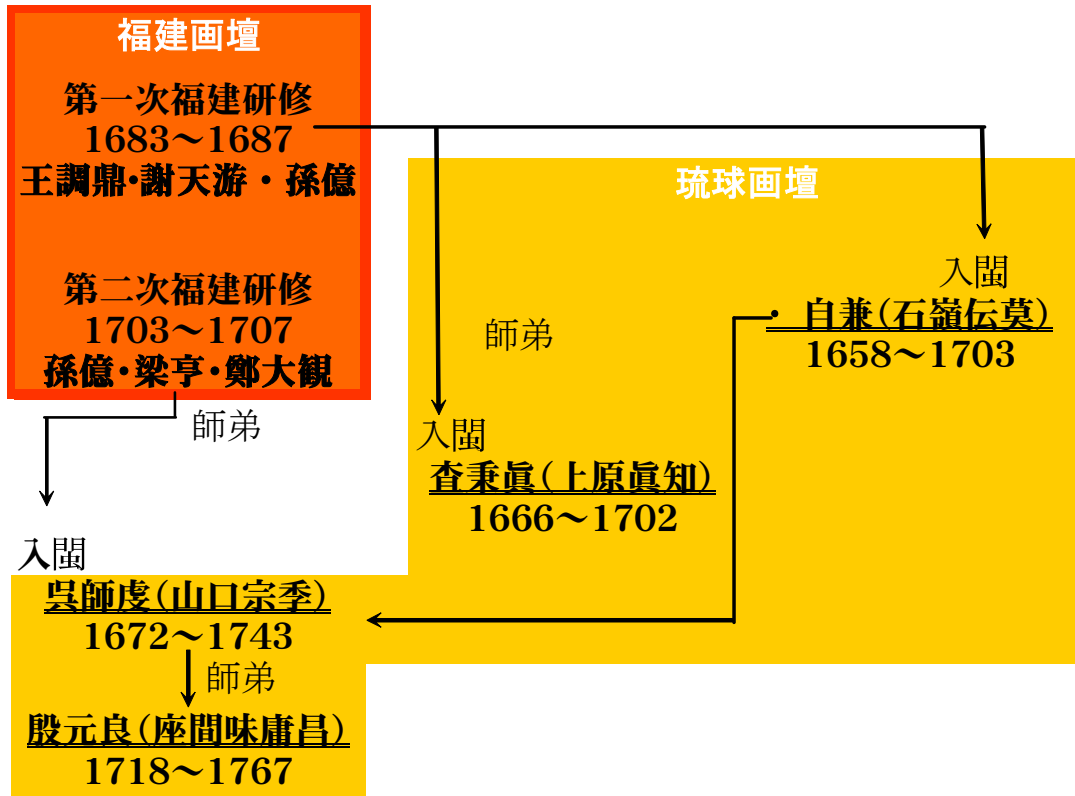 福建画壇
第一次福建研修
1683～1687
王調鼎・謝天游・孫億
第二次福建研修
1703～1707
孫億・梁亨・鄭大観
師弟
入閩
呉師虔(山口宗季)
1672～1743
師弟
殷元良(座間味庸昌)
1718～1767
琉球画壇
師弟
入閩
査秉眞(上原眞知)
1666～1702
入閩
・ 自兼(石嶺伝莫)
1658～1703